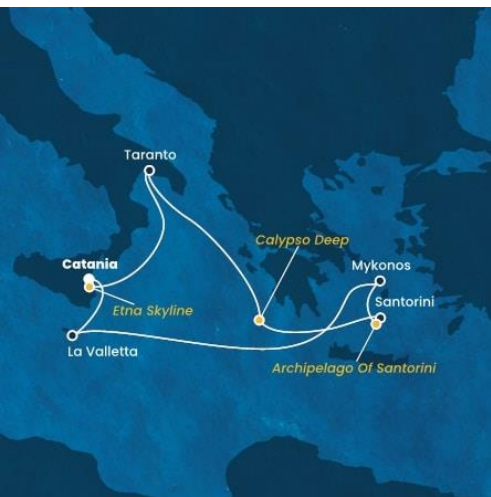 Taranto
Calypso Deep
Catania
Mykonos
Etna Skyline
Santorini
La Valletta
Archipelago Of Santorini